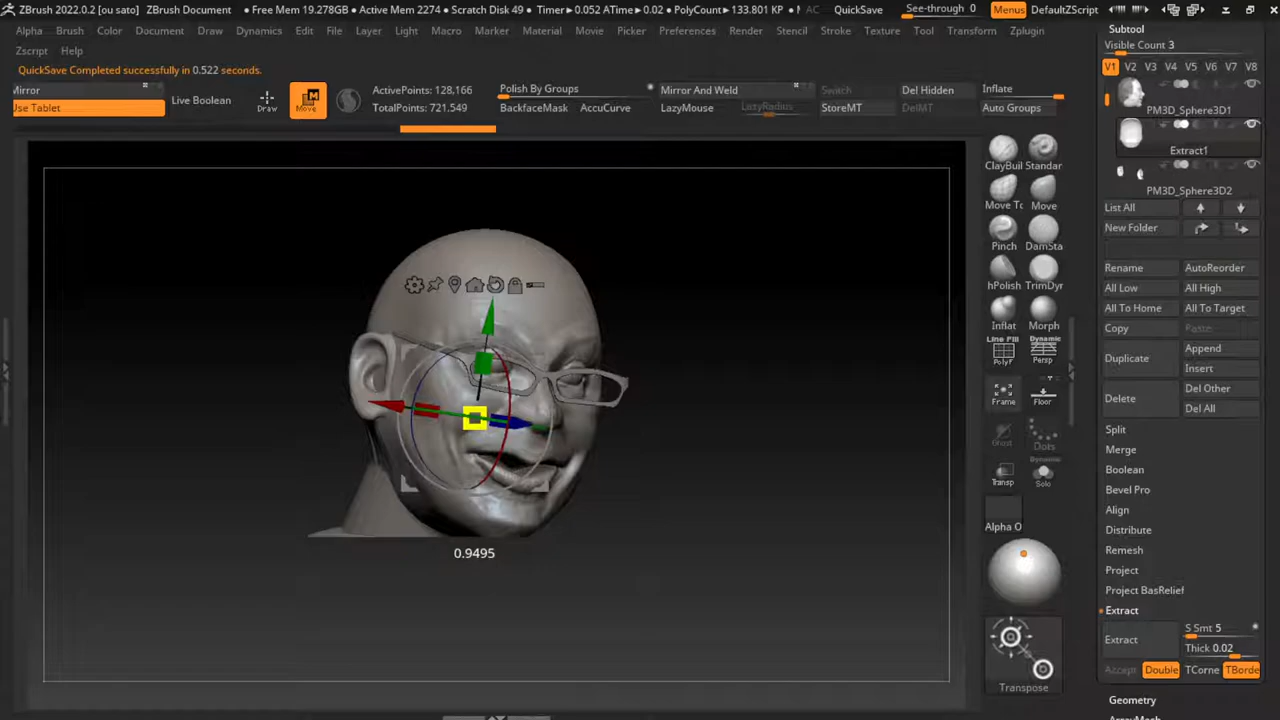 ZBrush 2022.0.2 [ou sato] ZBrush Document • Free Mem 19.278GB • Active Mem 2274 • Scratch Disk 49 • Timer▸0.052 ATime▸0.02 • PolyCount▸133.801 KP • AC QuickSave See-through 0 Menus DefaultZScript
Alpha Brush Color Document Draw Dynamics Edit File Layer Light Macro Marker Material Movie Picker Preferences Render Stencil Stroke Texture Tool Transform Zplugin
Zscript Help
QuickSave Completed successfully in 0.522 seconds.
Mirror
Use Tablet
Live Boolean
Draw
Move
ActivePoints: 128,166
TotalPoints: 721,549
Polish By Groups
BackfaceMask AccuCurve
Mirror And Weld
LazyMouse LazyRadius
Switch Del Hidden
StoreMT DelMT
Inflate
Auto Groups
0.9495
ClayBuil Standar
Move To Move
Pinch DamSta
hPolish TrimDyr
Inflat Morph
Line Fill Dynamic
PolyF Persp
Frame Floor
Ghost Dots
Dynamic
Transp Solo
Alpha O
Transpose
Subtool
Visible Count 3
V1 V2 V3 V4 V5 V6 V7 V8
PM3D_Sphere3D1
Extract1
PM3D_Sphere3D2
List All
New Folder
Rename AutoReorder
All Low All High
All To Home All To Target
Copy Paste
Duplicate Append
Insert
Delete Del Other
Del All
Split
Merge
Boolean
Bevel Pro
Align
Distribute
Remesh
Project
Project BasRelief
Extract
Extract S Smt 5
Thick 0.02
Accept Double TCorne TBorde
Geometry